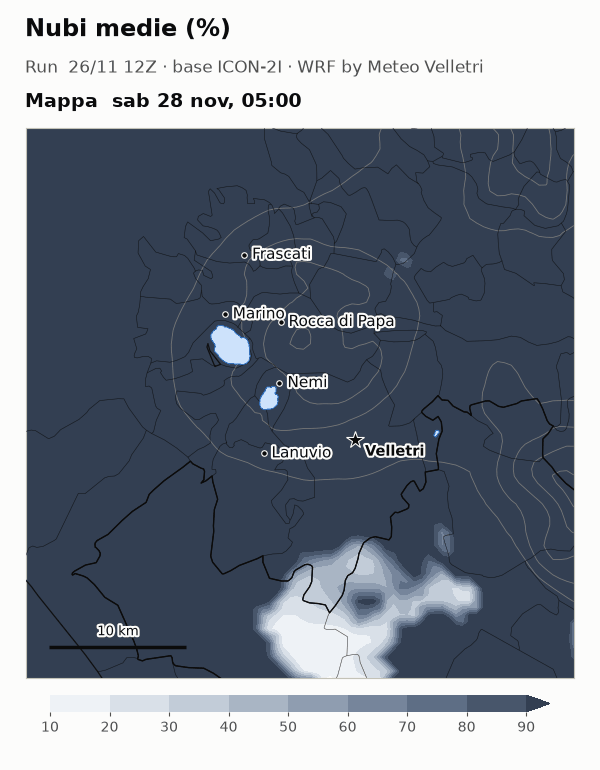 Nubi medie (%)
Run  26/11 12Z · base ICON-2I · WRF by Meteo Velletri
Mappa  sab 28 nov, 05:00
Frascati
Marino
Rocca di Papa
Nemi
Velletri
Lanuvio
10 km
10 20 30 40 50 60 70 80 90